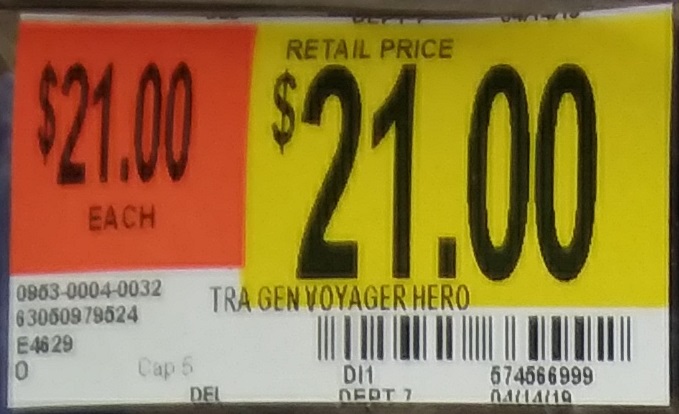 $21.00
EACH
RETAIL PRICE
$21.00
0963-0004-0032
63050979524
E4629
O
Cap 5
TRA GEN VOYAGER HERO
DI1
574566999
DEL
DEPT 7
04/14/19